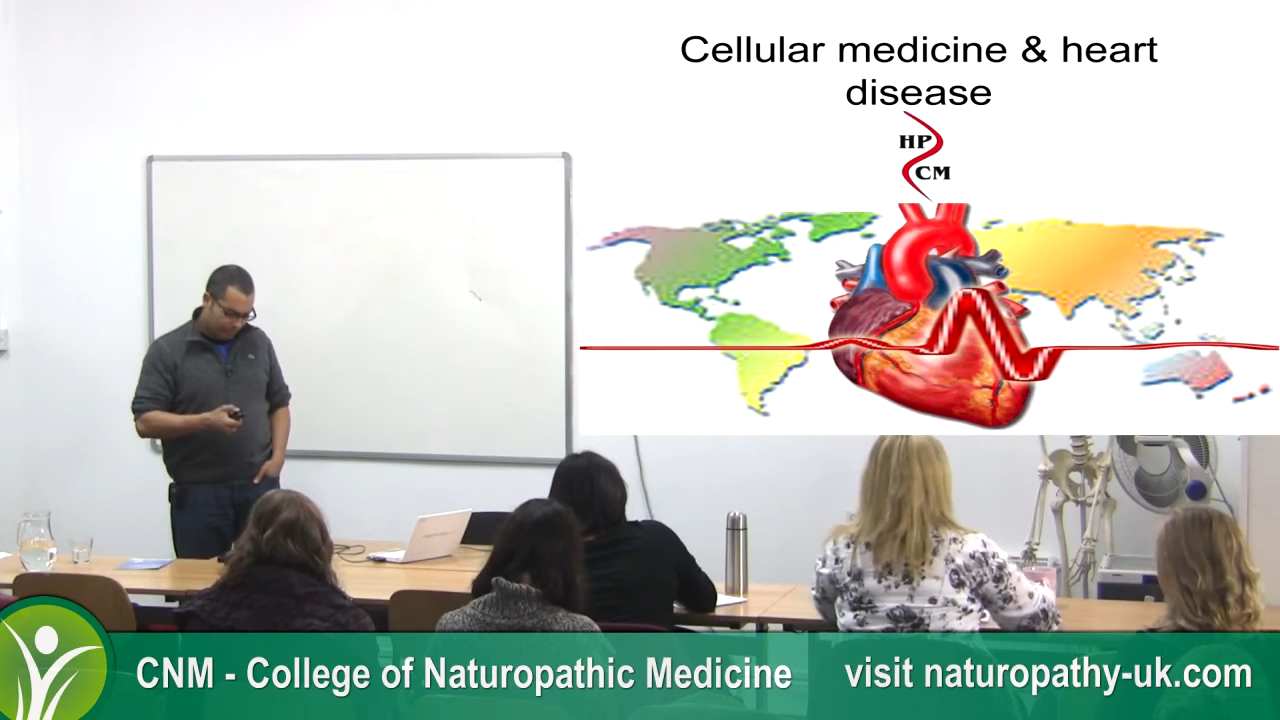 Cellular medicine & heart
disease
HP
CM
CNM - College of Naturopathic Medicine
visit naturopathy-uk.com